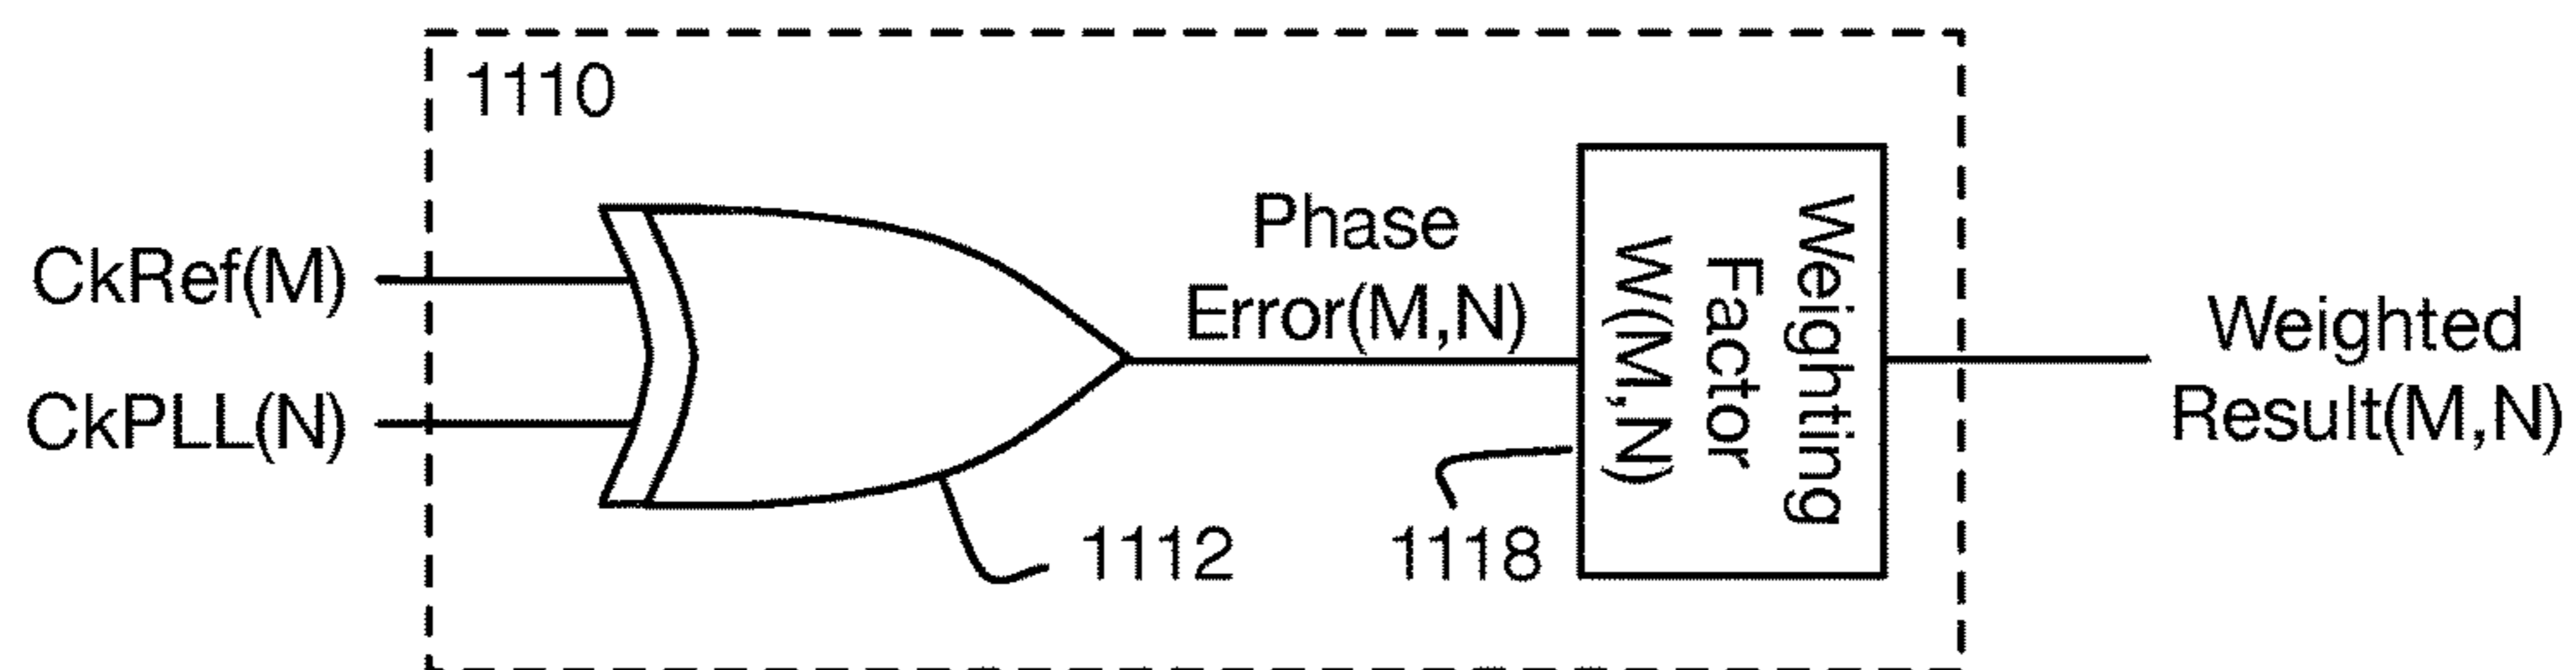 1110
CkRef(M)
CkPLL(N)
Phase
Error(M,N)
1112
1118
Weighting
Factor
W(M,N)
Weighted
Result(M,N)